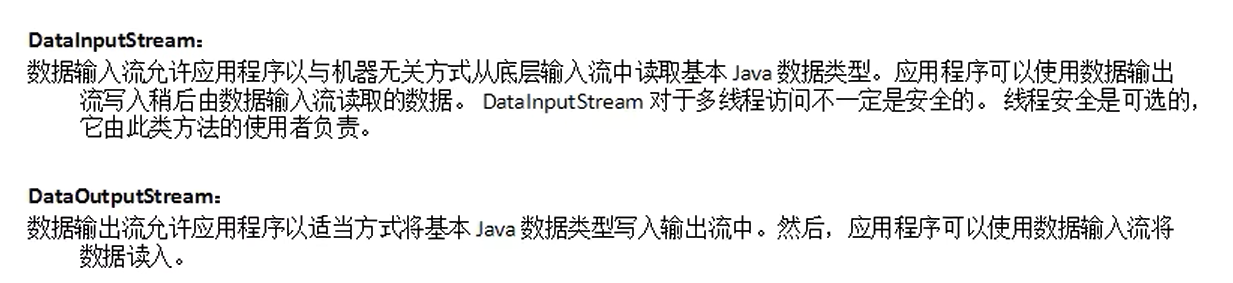 DataInputStream：
数据输入流允许应用程序以与机器无关方式从底层输入流中读取基本 Java 数据类型。应用程序可以使用数据输出
流写入稍后由数据输入流读取的数据。 DataInputStream 对于多线程访问不一定是安全的。 线程安全是可选的，
它由此类方法的使用者负责。
DataOutputStream：
数据输出流允许应用程序以适当方式将基本 Java 数据类型写入输出流中。然后，应用程序可以使用数据输入流将
数据读入。